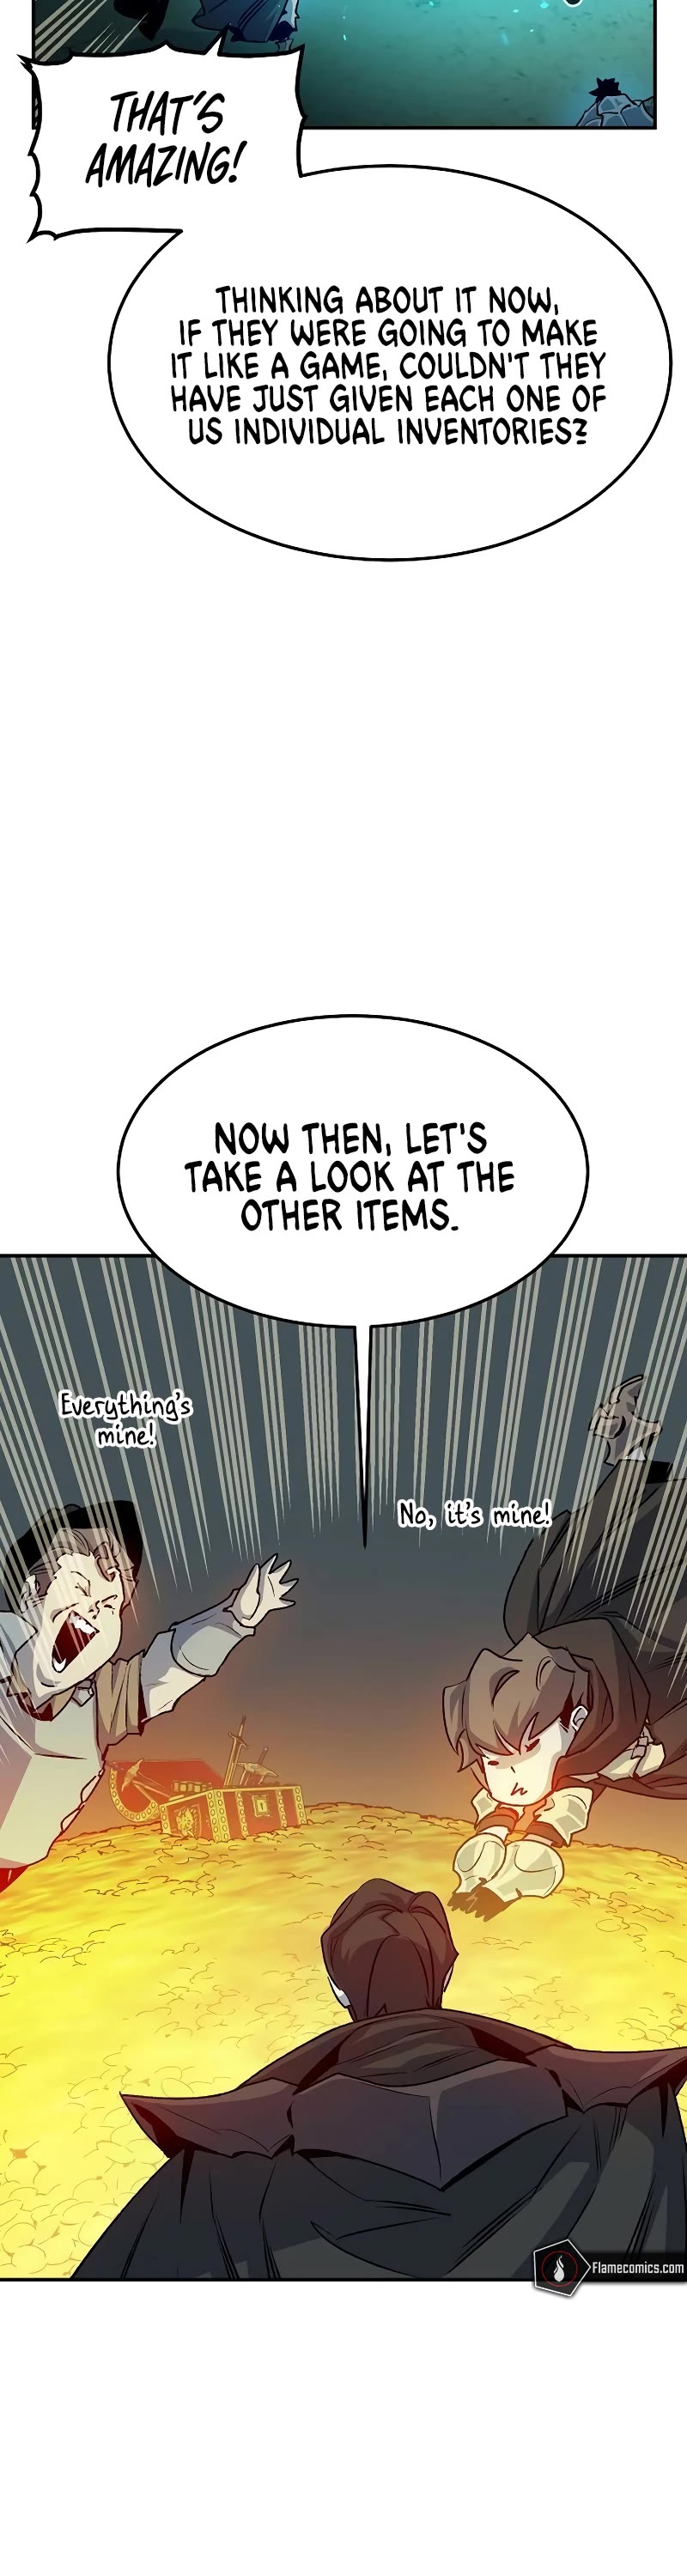 THAT'S
AMAZING!
THINKING ABOUT IT NOW,
IF THEY WERE GOING TO MAKE
IT LIKE A GAME, COULDN'T THEY
HAVE JUST GIVEN EACH ONE OF
US INDIVIDUAL INVENTORIES?
NOW THEN, LET'S
TAKE A LOOK AT THE
OTHER ITEMS.
Everything's
mine!
No, it's mine!
Flamecomics.com